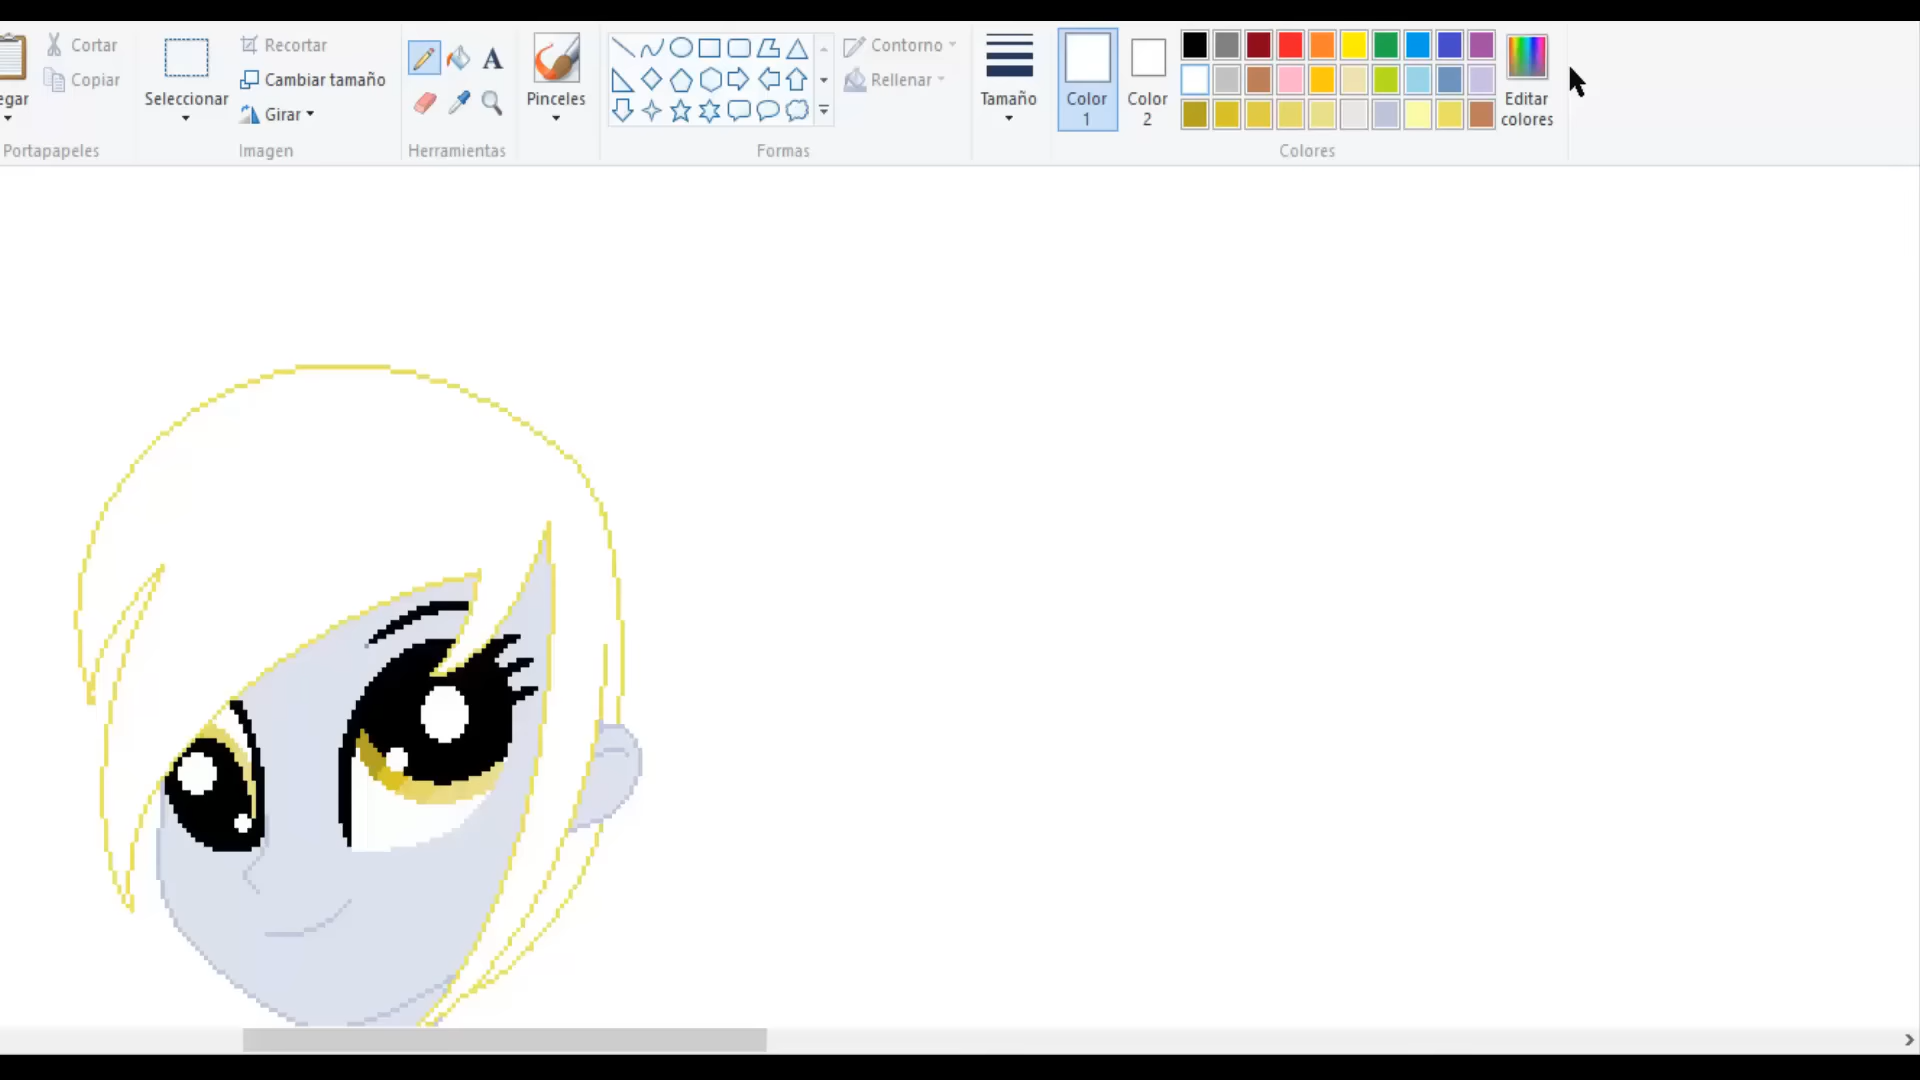 Cortar
Copiar
egar
Portapapeles
Seleccionar
Recortar
Cambiar tamaño
Girar
Imagen
A
Herramientas
Pinceles
Formas
Contorno
Rellenar
Tamaño
Color
1
Color
2
Editar
colores
Colores